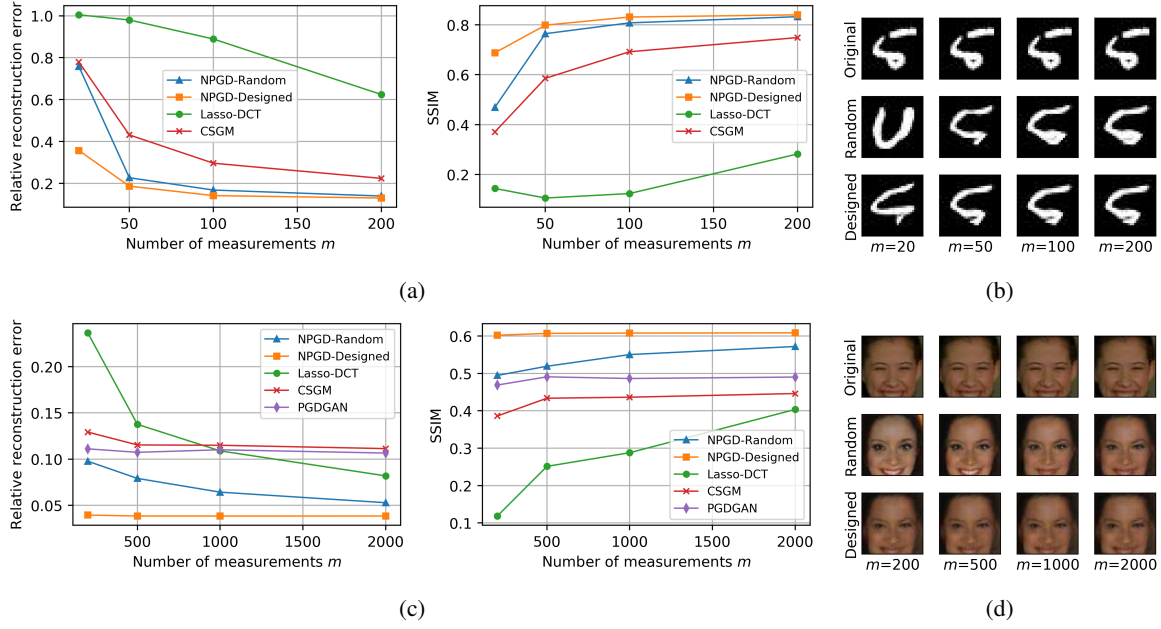 Relative reconstruction error
1.0
0.8
0.6
0.4
0.2
NPGD-Random
NPGD-Designed
Lasso-DCT
CSGM
50 100 150 200
Number of measurements m
SSIM
0.8
0.6
0.4
0.2
NPGD-Random
NPGD-Designed
Lasso-DCT
CSGM
50 100 150 200
Number of measurements m
Original
Random
Designed
m=20 m=50 m=100 m=200
(a)
(b)
Relative reconstruction error
0.20
0.15
0.10
0.05
NPGD-Random
NPGD-Designed
Lasso-DCT
CSGM
PGDGAN
500 1000 1500 2000
Number of measurements m
SSIM
0.6
0.5
0.4
0.3
0.2
0.1
NPGD-Random
NPGD-Designed
Lasso-DCT
CSGM
PGDGAN
500 1000 1500 2000
Number of measurements m
Original
Random
Designed
m=200 m=500 m=1000 m=2000
(c)
(d)